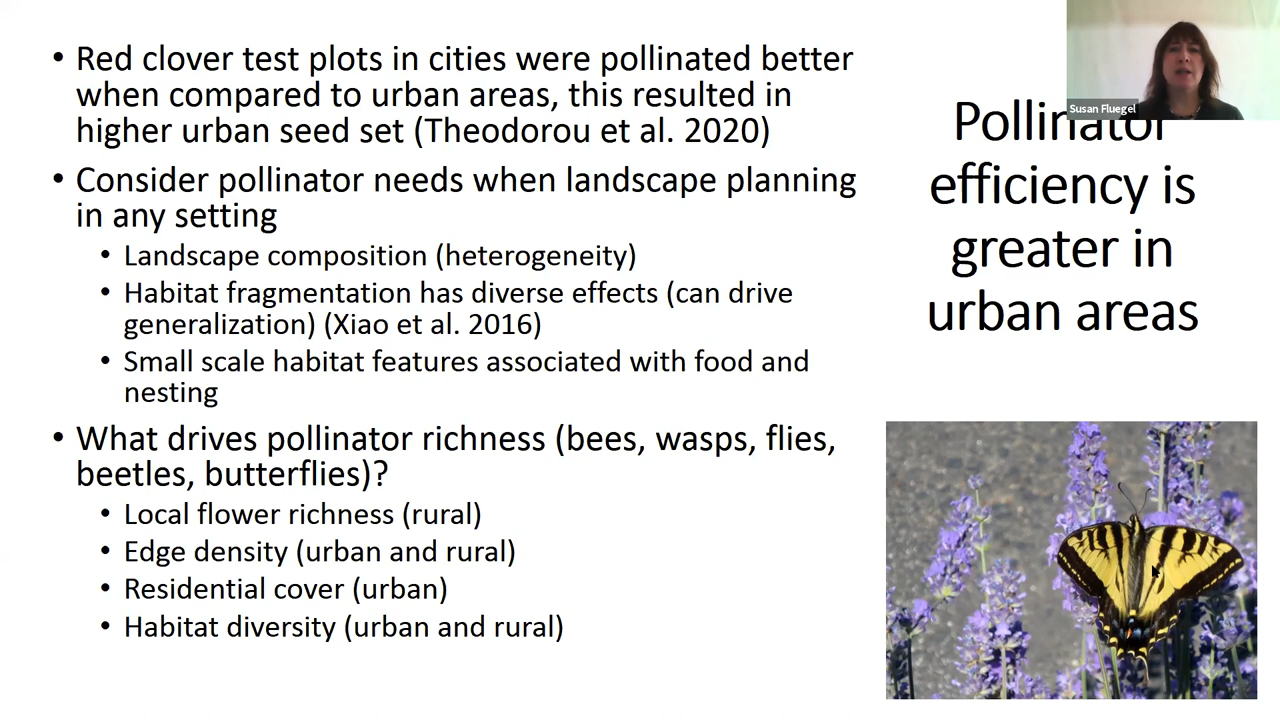 • Red clover test plots in cities were pollinated better
when compared to urban areas, this resulted in
higher urban seed set (Theodorou et al. 2020)
• Consider pollinator needs when landscape planning
in any setting
• Landscape composition (heterogeneity)
• Habitat fragmentation has diverse effects (can drive
generalization) (Xiao et al. 2016)
• Small scale habitat features associated with food and
nesting
• What drives pollinator richness (bees, wasps, flies,
beetles, butterflies)?
• Local flower richness (rural)
• Edge density (urban and rural)
• Residential cover (urban)
• Habitat diversity (urban and rural)
Susan Fluegel
Pollinator
efficiency is
greater in
urban areas